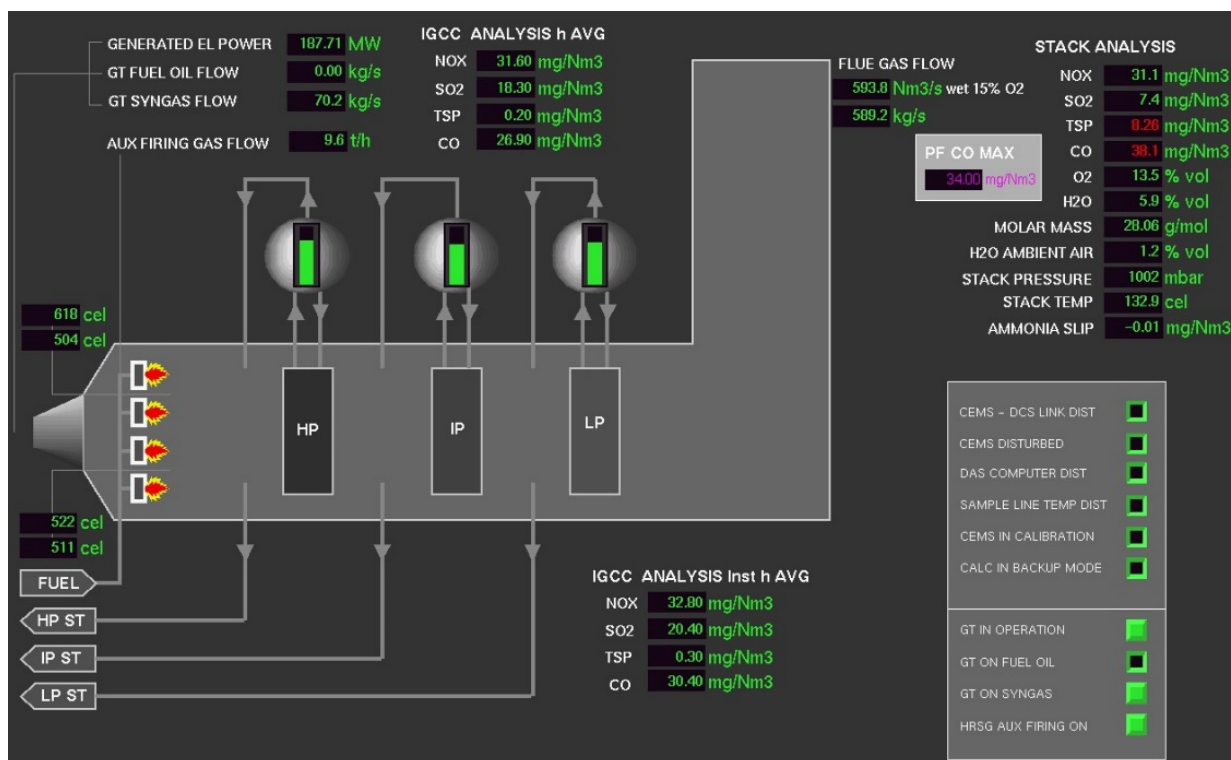 GENERATED EL POWER 187.71 MW
GT FUEL OIL FLOW 0.00 kg/s
GT SYNGAS FLOW 70.2 kg/s
AUX FIRING GAS FLOW 9.6 t/h
IGCC ANALYSIS h AVG
NOX 31.60 mg/Nm3
SO2 18.30 mg/Nm3
TSP 0.20 mg/Nm3
CO 26.90 mg/Nm3
FLUE GAS FLOW
593.8 Nm3/s wet 15% O2
589.2 kg/s
PF CO MAX
34.00 mg/Nm3
STACK ANALYSIS
NOX 31.1 mg/Nm3
SO2 7.4 mg/Nm3
TSP 8.26 mg/Nm3
CO 38.1 mg/Nm3
O2 13.5 % vol
H2O 5.9 % vol
MOLAR MASS 28.06 g/mol
H2O AMBIENT AIR 1.2 % vol
STACK PRESSURE 1002 mbar
STACK TEMP 132.9 cel
AMMONIA SLIP -0.01 mg/Nm3
618 cel
504 cel
HP
IP
LP
522 cel
511 cel
FUEL
HP ST
IP ST
LP ST
IGCC ANALYSIS Inst h AVG
NOX 32.80 mg/Nm3
SO2 20.40 mg/Nm3
TSP 0.30 mg/Nm3
CO 30.40 mg/Nm3
CEMS - DCS LINK DIST
CEMS DISTURBED
DAS COMPUTER DIST
SAMPLE LINE TEMP DIST
CEMS IN CALIBRATION
CALC IN BACKUP MODE
GT IN OPERATION
GT ON FUEL OIL
GT ON SYNGAS
HRSG AUX FIRING ON